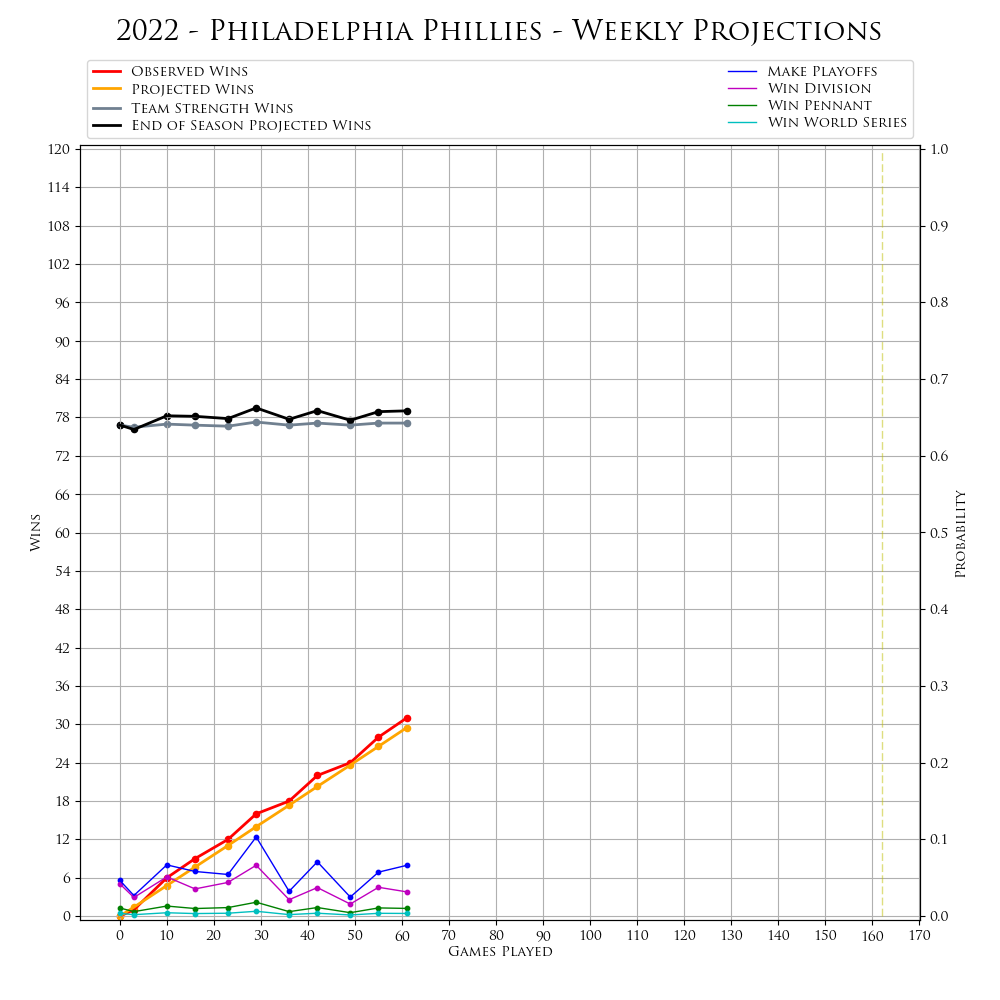 2022 - Philadelphia Phillies - Weekly Projections
Observed Wins
Projected Wins
Team Strength Wins
End of Season Projected Wins
Make Playoffs
Win Division
Win Pennant
Win World Series
120
114
108
102
96
90
84
78
72
66
60
54
48
42
36
30
24
18
12
6
0
Wins
1.0
0.9
0.8
0.7
0.6
0.5
0.4
0.3
0.2
0.1
0.0
Probability
0 10 20 30 40 50 60 70 80 90 100 110 120 130 140 150 160 170
Games Played